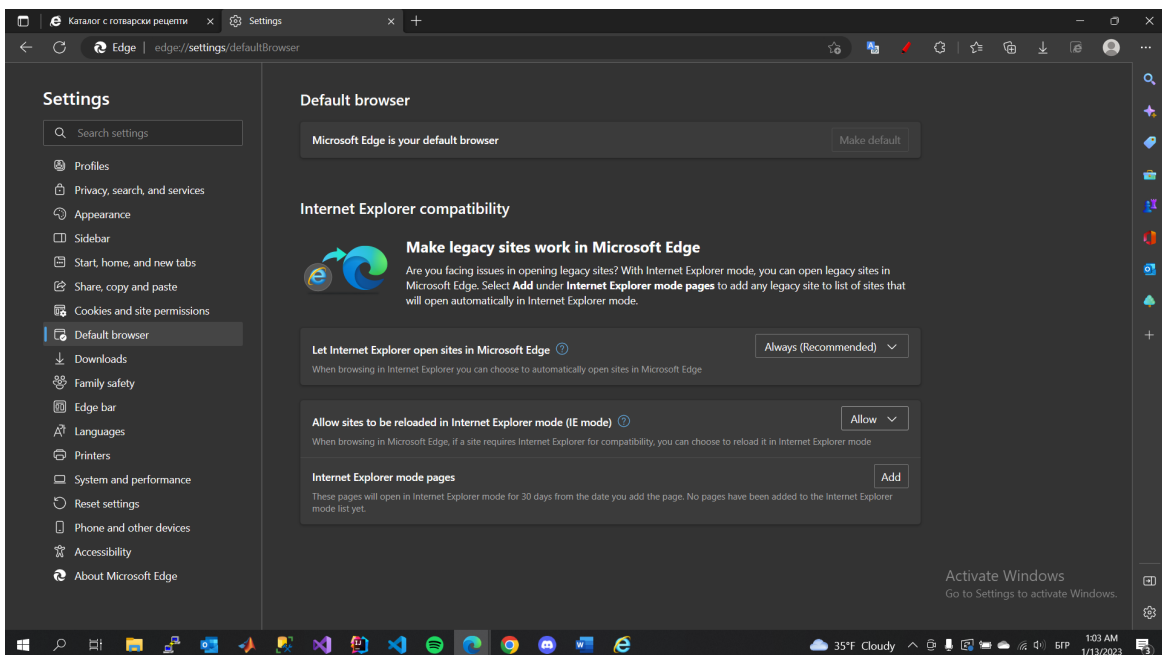 Каталог с готварски рецепти
Settings
Edge
edge://settings/defaultBrowser
Settings
Search settings
Profiles
Privacy, search, and services
Appearance
Sidebar
Start, home, and new tabs
Share, copy and paste
Cookies and site permissions
Default browser
Downloads
Family safety
Edge bar
Languages
Printers
System and performance
Reset settings
Phone and other devices
Accessibility
About Microsoft Edge
Default browser
Microsoft Edge is your default browser
Make default
Internet Explorer compatibility
Make legacy sites work in Microsoft Edge
Are you facing issues in opening legacy sites? With Internet Explorer mode, you can open legacy sites in
Microsoft Edge. Select Add under Internet Explorer mode pages to add any legacy site to list of sites that
will open automatically in Internet Explorer mode.
Let Internet Explorer open sites in Microsoft Edge
Always (Recommended)
When browsing in Internet Explorer you can choose to automatically open sites in Microsoft Edge
Allow sites to be reloaded in Internet Explorer mode (IE mode)
Allow
When browsing in Microsoft Edge, if a site requires Internet Explorer for compatibility, you can choose to reload it in Internet Explorer mode
Internet Explorer mode pages
Add
These pages will open in Internet Explorer mode for 30 days from the date you add the page. No pages have been added to the Internet Explorer
mode list yet.
Activate Windows
Go to Settings to activate Windows.
35°F Cloudy
БГР
1:03 AM
1/13/2023
3